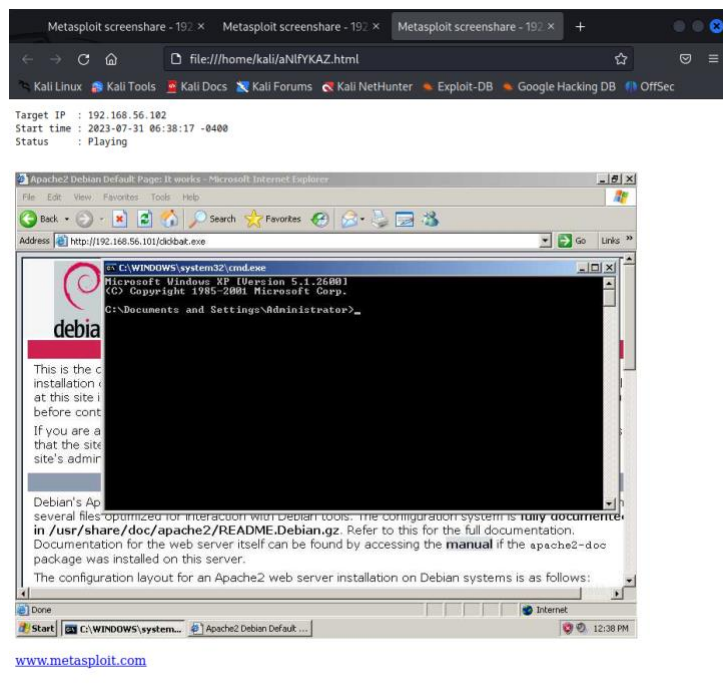 Metasploit screenshare - 192 Metasploit screenshare - 192 Metasploit screenshare - 192
file:///home/kali/aNlfYKAZ.html
Kali Linux Kali Tools Kali Docs Kali Forums Kali NetHunter Exploit-DB Google Hacking DB OffSec
Target IP : 192.168.56.102
Start time : 2023-07-31 06:38:17 -0400
Status : Playing
Apache2 Debian Default Page: It works - Microsoft Internet Explorer
File Edit View Favorites Tools Help
Back Search Favorites
Address http://192.168.56.101/clickbait.exe Go Links »
C:\WINDOWS\system32\cmd.exe
Microsoft Windows XP [Version 5.1.2600]
(C) Copyright 1985-2001 Microsoft Corp.
C:\Documents and Settings\Administrator>_
debia
This is the c
installation
at this site i
before cont
If you are a
that the site
site's admir
Debian's Ap
several files optimized for interaction with Debian tools. The configuration system is fully documente
in /usr/share/doc/apache2/README.Debian.gz. Refer to this for the full documentation.
Documentation for the web server itself can be found by accessing the manual if the apache2-doc
package was installed on this server.
The configuration layout for an Apache2 web server installation on Debian systems is as follows:
Done Internet
Start C:\WINDOWS\system... Apache2 Debian Default ... 12:38 PM
www.metasploit.com